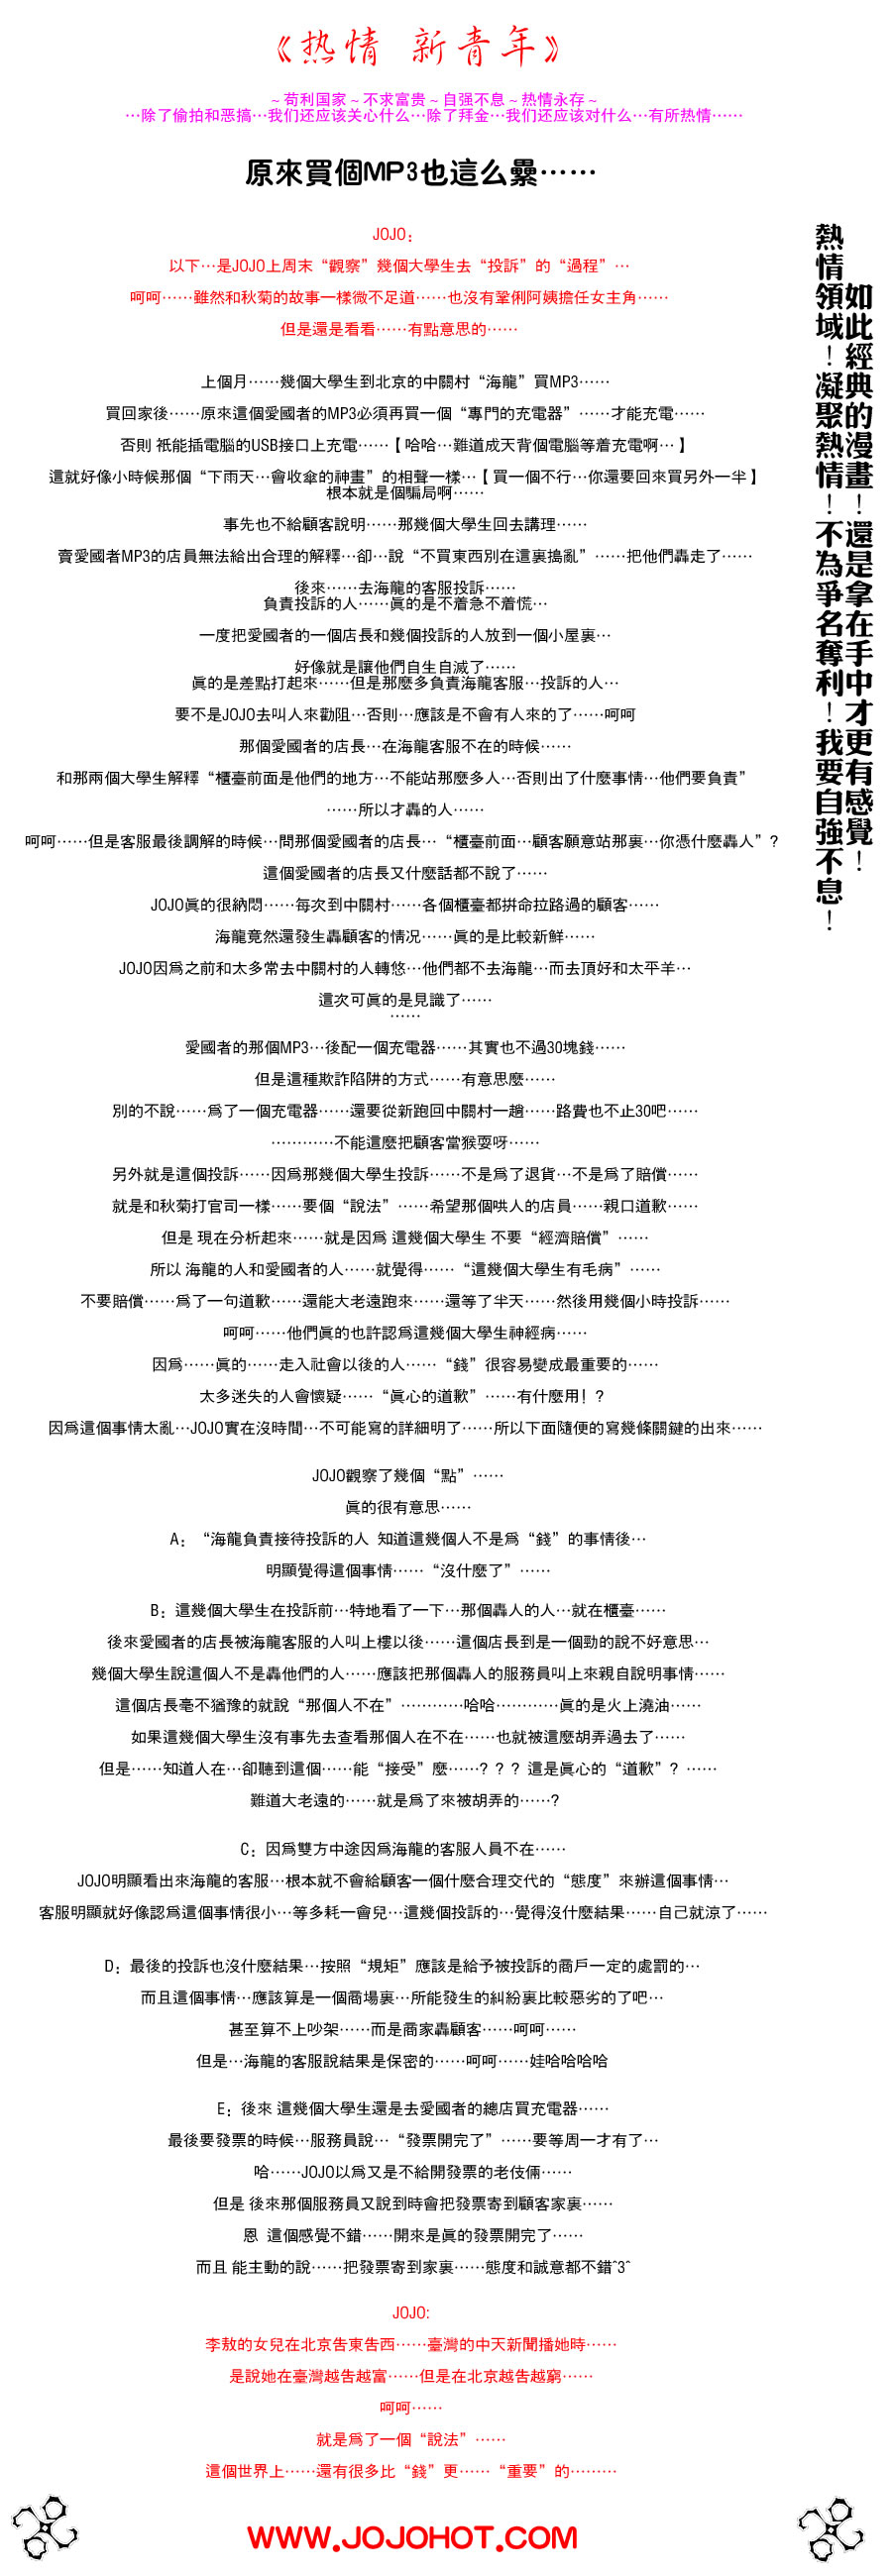 《热情 新青年》
～苟利国家～不求富贵～自强不息～热情永存～
…除了偷拍和恶搞…我们还应该关心什么…除了拜金…我们还应该对什么…有所热情……
原來買個MP3也這么纍……
JOJO：
以下…是JOJO上周末“觀察”幾個大學生去“投訴”的“過程”…
呵呵……雖然和秋菊的故事一樣微不足道……也沒有鞏俐阿姨擔任女主角……
但是還是看看……有點意思的……
上個月……幾個大學生到北京的中關村“海龍”買MP3……
買回家後……原來這個愛國者的MP3必須再買一個“專門的充電器”……才能充電……
否則 祇能插電腦的USB接口上充電……【哈哈…難道成天背個電腦等着充電啊…】
這就好像小時候那個“下雨天…會收傘的神畫”的相聲一樣…【買一個不行…你還要回來買另外一半】
根本就是個騙局啊……
事先也不給顧客說明……那幾個大學生回去講理……
賣愛國者MP3的店員無法給出合理的解釋…卻…說“不買東西別在這裏搗亂”……把他們轟走了……
後來……去海龍的客服投訴……
負責投訴的人……眞的是不着急不着慌…
一度把愛國者的一個店長和幾個投訴的人放到一個小屋裏…
好像就是讓他們自生自滅了……
眞的是差點打起來……但是那麼多負責海龍客服…投訴的人…
要不是JOJO去叫人來勸阻…否則…應該是不會有人來的了……呵呵
那個愛國者的店長…在海龍客服不在的時候……
和那兩個大學生解釋“櫃臺前面是他們的地方…不能站那麼多人…否則出了什麼事情…他們要負責”
……所以才轟的人……
呵呵……但是客服最後調解的時候…問那個愛國者的店長…“櫃臺前面…顧客願意站那裏…你憑什麼轟人”？
這個愛國者的店長又什麼話都不說了……
JOJO眞的很納悶……每次到中關村……各個櫃臺都拚命拉路過的顧客……
海龍竟然還發生轟顧客的情況……眞的是比較新鮮……
JOJO因爲之前和太多常去中關村的人轉悠…他們都不去海龍…而去頂好和太平羊…
這次可眞的是見識了……
……
愛國者的那個MP3…後配一個充電器……其實也不過30塊錢……
但是這種欺詐陷阱的方式……有意思麼……
別的不說……爲了一個充電器……還要從新跑回中關村一趟……路費也不止30吧……
…………不能這麼把顧客當猴耍呀……
另外就是這個投訴……因爲那幾個大學生投訴……不是爲了退貨…不是爲了賠償……
就是和秋菊打官司一樣……要個“說法”……希望那個哄人的店員……親口道歉……
但是 現在分析起來……就是因爲 這幾個大學生 不要“經濟賠償”……
所以 海龍的人和愛國者的人……就覺得……“這幾個大學生有毛病”……
不要賠償……爲了一句道歉……還能大老遠跑來……還等了半天……然後用幾個小時投訴……
呵呵……他們眞的也許認爲這幾個大學生神經病……
因爲……眞的……走入社會以後的人……“錢”很容易變成最重要的……
太多迷失的人會懷疑……“眞心的道歉”……有什麼用！？
因爲這個事情太亂…JOJO實在沒時間…不可能寫的詳細明了……所以下面隨便的寫幾條關鍵的出來……
JOJO觀察了幾個“點”……
眞的很有意思……
A：“海龍負責接待投訴的人 知道這幾個人不是爲“錢”的事情後…
明顯覺得這個事情……“沒什麼了”……
B：這幾個大學生在投訴前…特地看了一下…那個轟人的人…就在櫃臺……
後來愛國者的店長被海龍客服的人叫上樓以後……這個店長到是一個勁的說不好意思…
幾個大學生說這個人不是轟他們的人……應該把那個轟人的服務員叫上來親自說明事情……
這個店長毫不猶豫的就說“那個人不在”…………哈哈…………眞的是火上澆油……
如果這幾個大學生沒有事先去查看那個人在不在……也就被這麼胡弄過去了……
但是……知道人在…卻聽到這個……能“接受”麼……？？？ 這是眞心的“道歉”？……
難道大老遠的……就是爲了來被胡弄的……？
C：因爲雙方中途因爲海龍的客服人員不在……
JOJO明顯看出來海龍的客服…根本就不會給顧客一個什麼合理交代的“態度”來辦這個事情…
客服明顯就好像認爲這個事情很小…等多耗一會兒…這幾個投訴的…覺得沒什麼結果……自己就涼了……
D：最後的投訴也沒什麼結果…按照“規矩”應該是給予被投訴的商戶一定的處罰的…
而且這個事情…應該算是一個商場裏…所能發生的糾紛裏比較惡劣的了吧…
甚至算不上吵架……而是商家轟顧客……呵呵……
但是…海龍的客服說結果是保密的……呵呵……娃哈哈哈哈
E：後來 這幾個大學生還是去愛國者的總店買充電器……
最後要發票的時候…服務員說…“發票開完了”……要等周一才有了…
哈……JOJO以爲又是不給開發票的老伎倆……
但是 後來那個服務員又說到時會把發票寄到顧客家裏……
恩 這個感覺不錯……開來是眞的發票開完了……
而且 能主動的說……把發票寄到家裏……態度和誠意都不錯ˆ3ˆ
JOJO:
李敖的女兒在北京告東告西……臺灣的中天新聞播她時……
是說她在臺灣越告越富……但是在北京越告越窮……
呵呵……
就是爲了一個“說法”……
這個世界上……還有很多比“錢”更……“重要”的………
如此經典的漫畫！還是拿在手中才更有感覺！
熱情領域！凝聚熱情！不為爭名奪利！我要自強不息！
WWW.JOJOHOT.COM